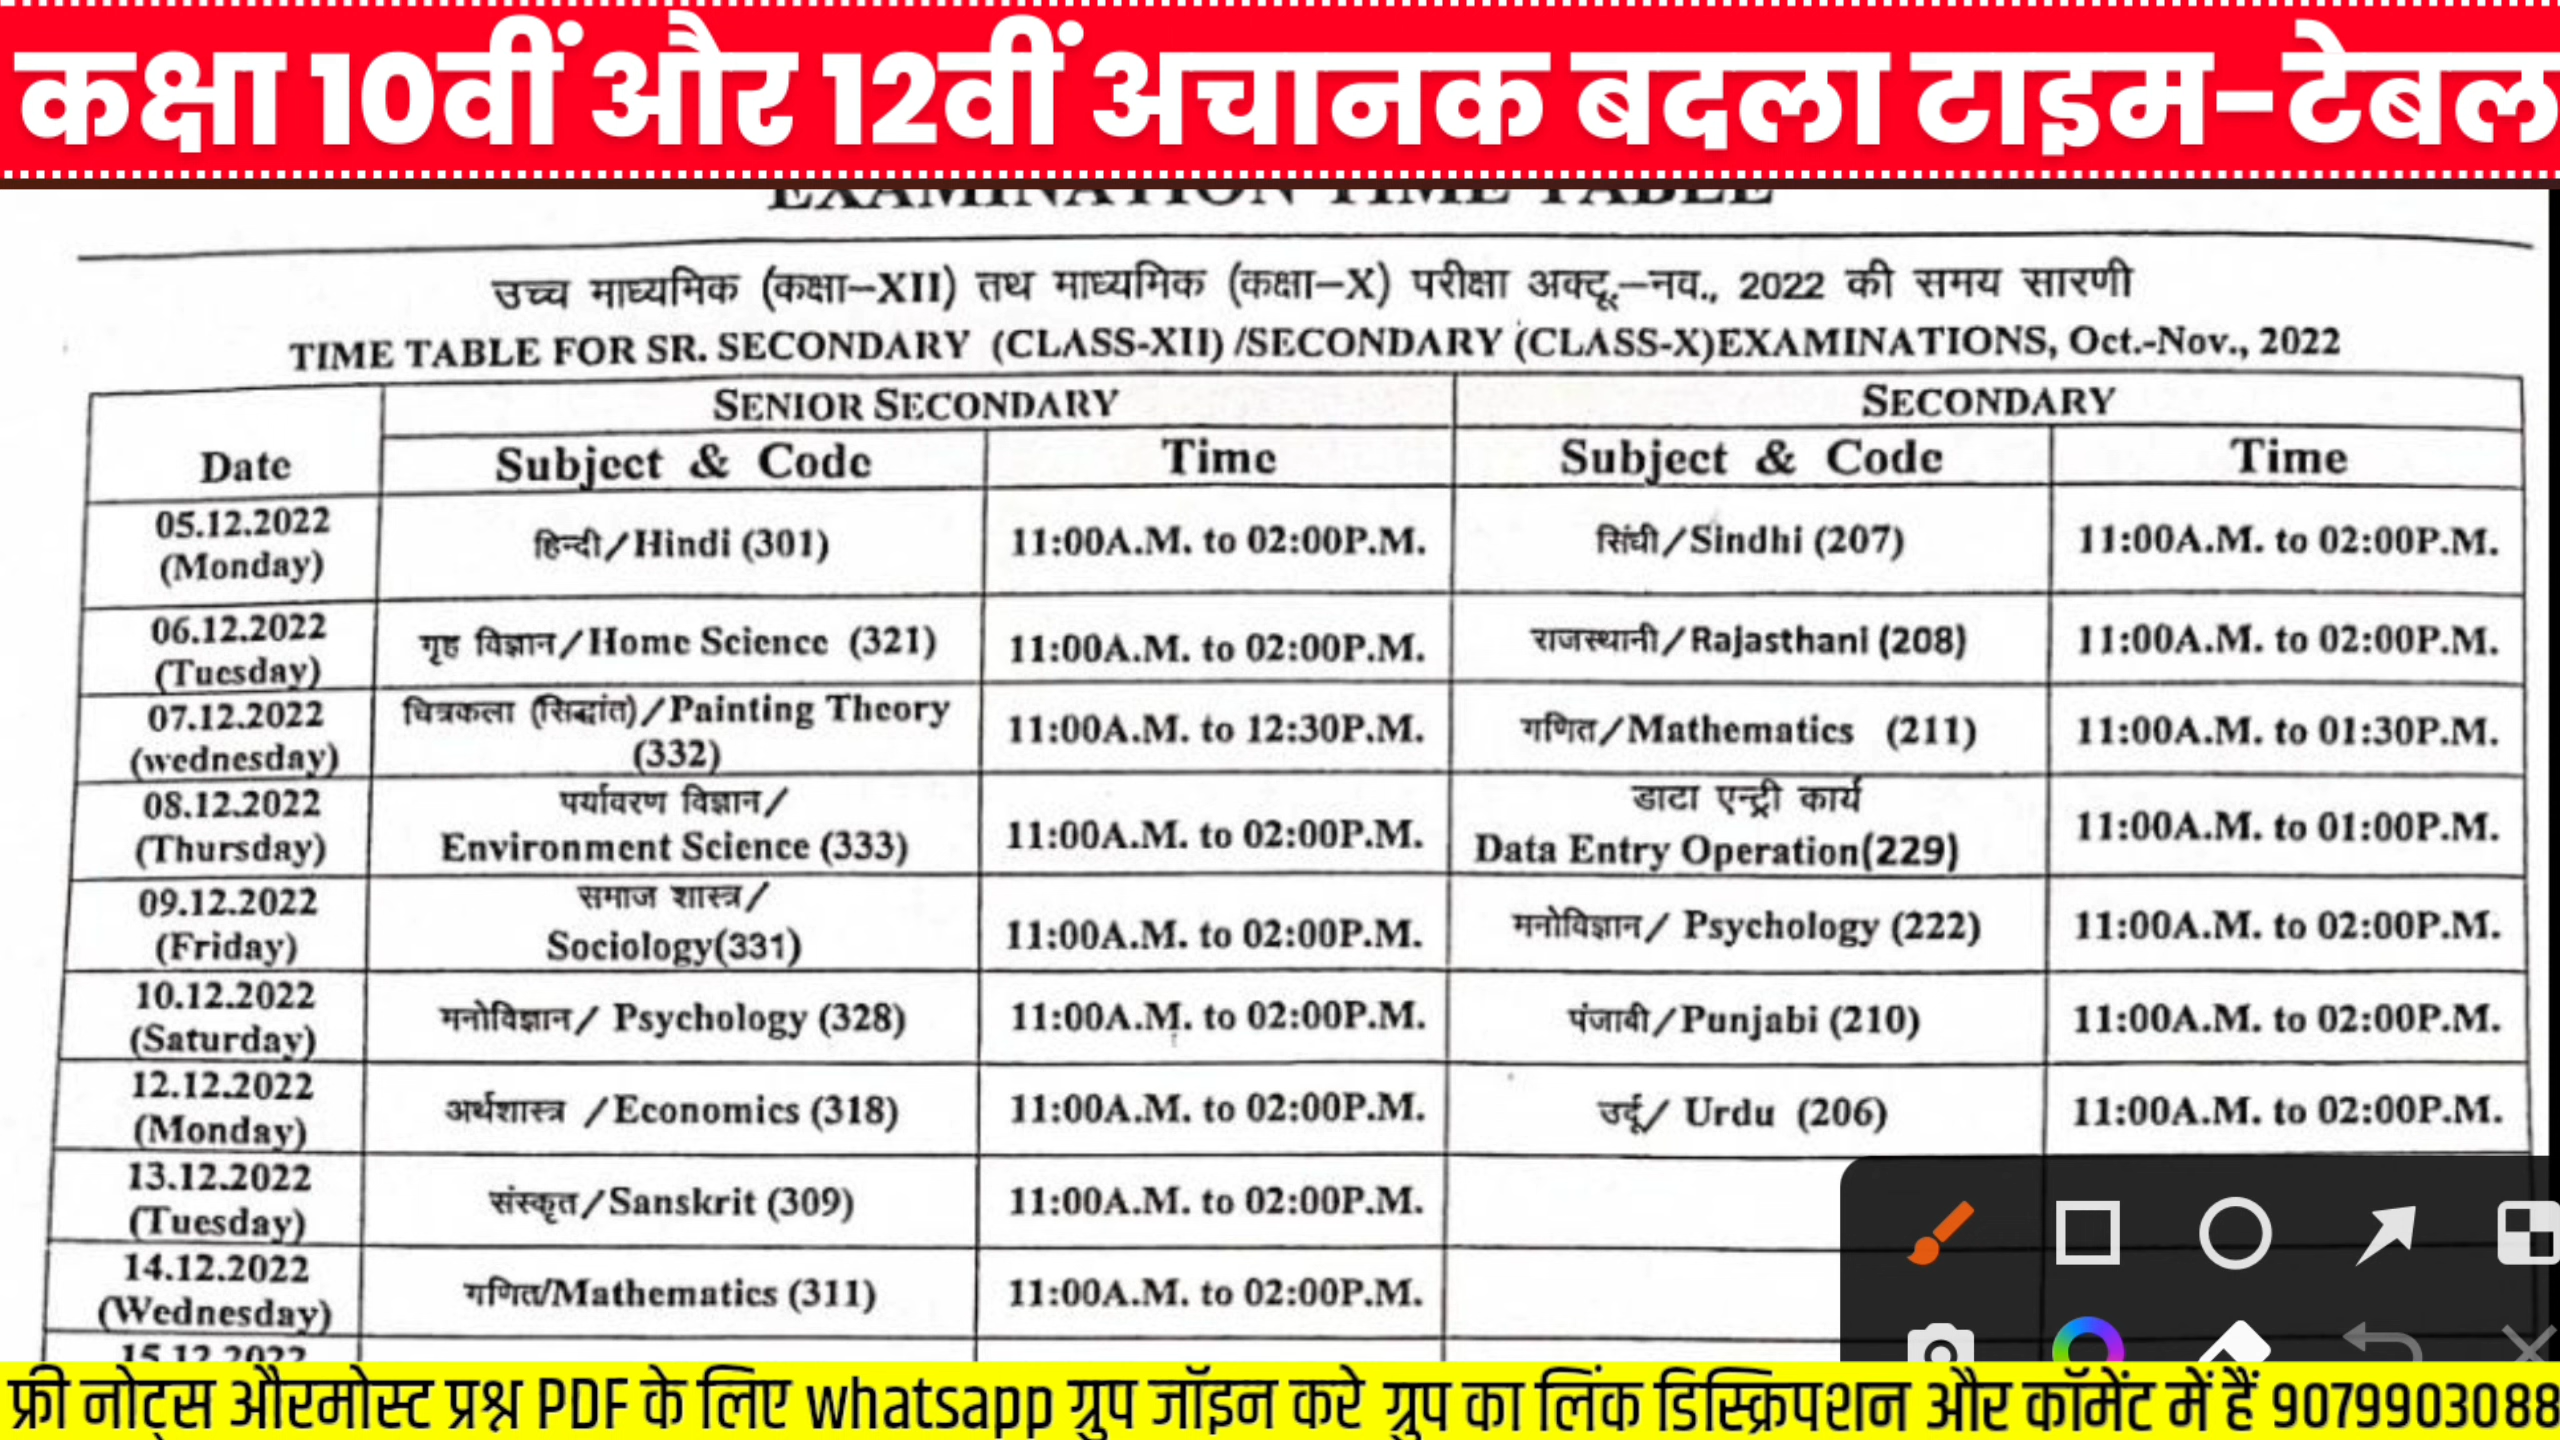 कक्षा 10वीं और 12वीं अचानक बदला टाइम-टेबल
EXAMINATION TIME TABLE
उच्च माध्यमिक (कक्षा–XII) तथ माध्यमिक (कक्षा–X) परीक्षा अक्टू.–नव., 2022 की समय सारणी
TIME TABLE FOR SR. SECONDARY (CLASS-XII) /SECONDARY (CLASS-X)EXAMINATIONS, Oct.-Nov., 2022
SENIOR SECONDARY SECONDARY
Date Subject & Code Time Subject & Code Time
05.12.2022
(Monday) हिन्दी/Hindi (301) 11:00A.M. to 02:00P.M. सिंधी/Sindhi (207) 11:00A.M. to 02:00P.M.
06.12.2022
(Tuesday) गृह विज्ञान/Home Science (321) 11:00A.M. to 02:00P.M. राजस्थानी/Rajasthani (208) 11:00A.M. to 02:00P.M.
07.12.2022 चित्रकला (सिद्धांत)/Painting Theory 11:00A.M. to 12:30P.M. गणित/Mathematics (211) 11:00A.M. to 01:30P.M.
(wednesday) (332)
08.12.2022 पर्यावरण विज्ञान/ डाटा एन्ट्री कार्य
(Thursday) Environment Science (333) 11:00A.M. to 02:00P.M. Data Entry Operation(229) 11:00A.M. to 01:00P.M.
09.12.2022 समाज शास्त्र/
(Friday) Sociology(331) 11:00A.M. to 02:00P.M. मनोविज्ञान/ Psychology (222) 11:00A.M. to 02:00P.M.
10.12.2022
(Saturday) मनोविज्ञान/ Psychology (328) 11:00A.M. to 02:00P.M. पंजाबी/Punjabi (210) 11:00A.M. to 02:00P.M.
12.12.2022
(Monday) अर्थशास्त्र /Economics (318) 11:00A.M. to 02:00P.M. उर्दू/ Urdu (206) 11:00A.M. to 02:00P.M.
13.12.2022
(Tuesday) संस्कृत/Sanskrit (309) 11:00A.M. to 02:00P.M.
14.12.2022
(Wednesday) गणित/Mathematics (311) 11:00A.M. to 02:00P.M.
15.12.2022
फ्री नोट्स औरमोस्ट प्रश्न PDF के लिए whatsapp ग्रुप जॉइन करे ग्रुप का लिंक डिस्क्रिपशन और कॉमेंट में हैं 9079903088